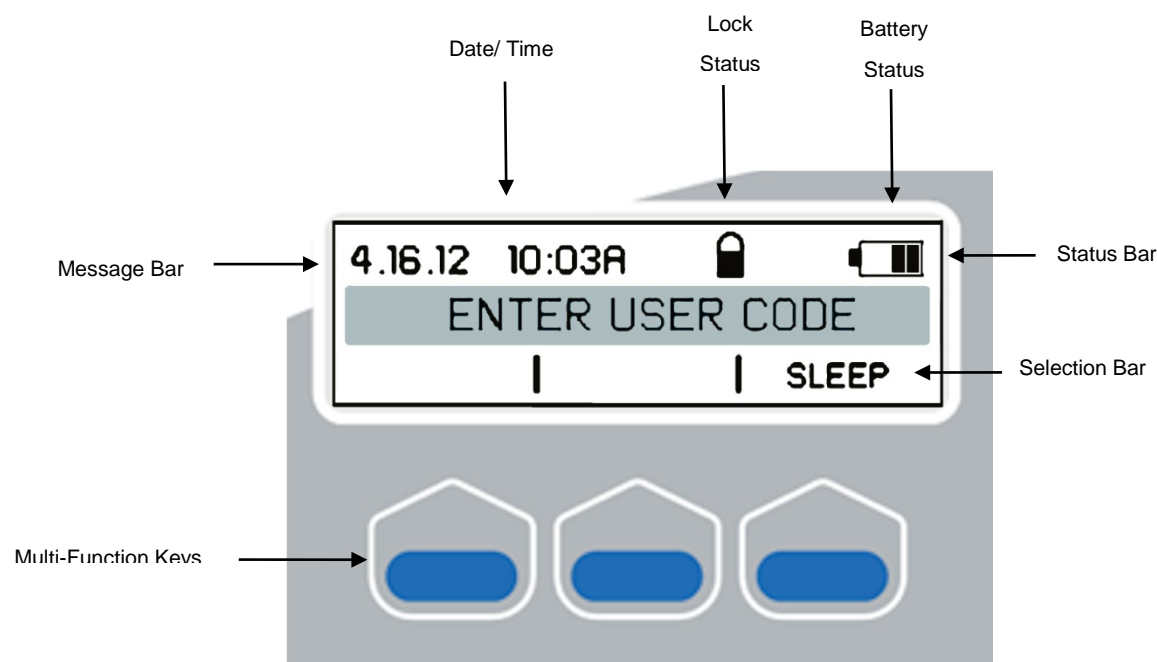 Date/ Time
Lock
Status
Battery
Status
Message Bar
4.16.12 10:03A
Status Bar
ENTER USER CODE
SLEEP
Selection Bar
Multi-Function Keys